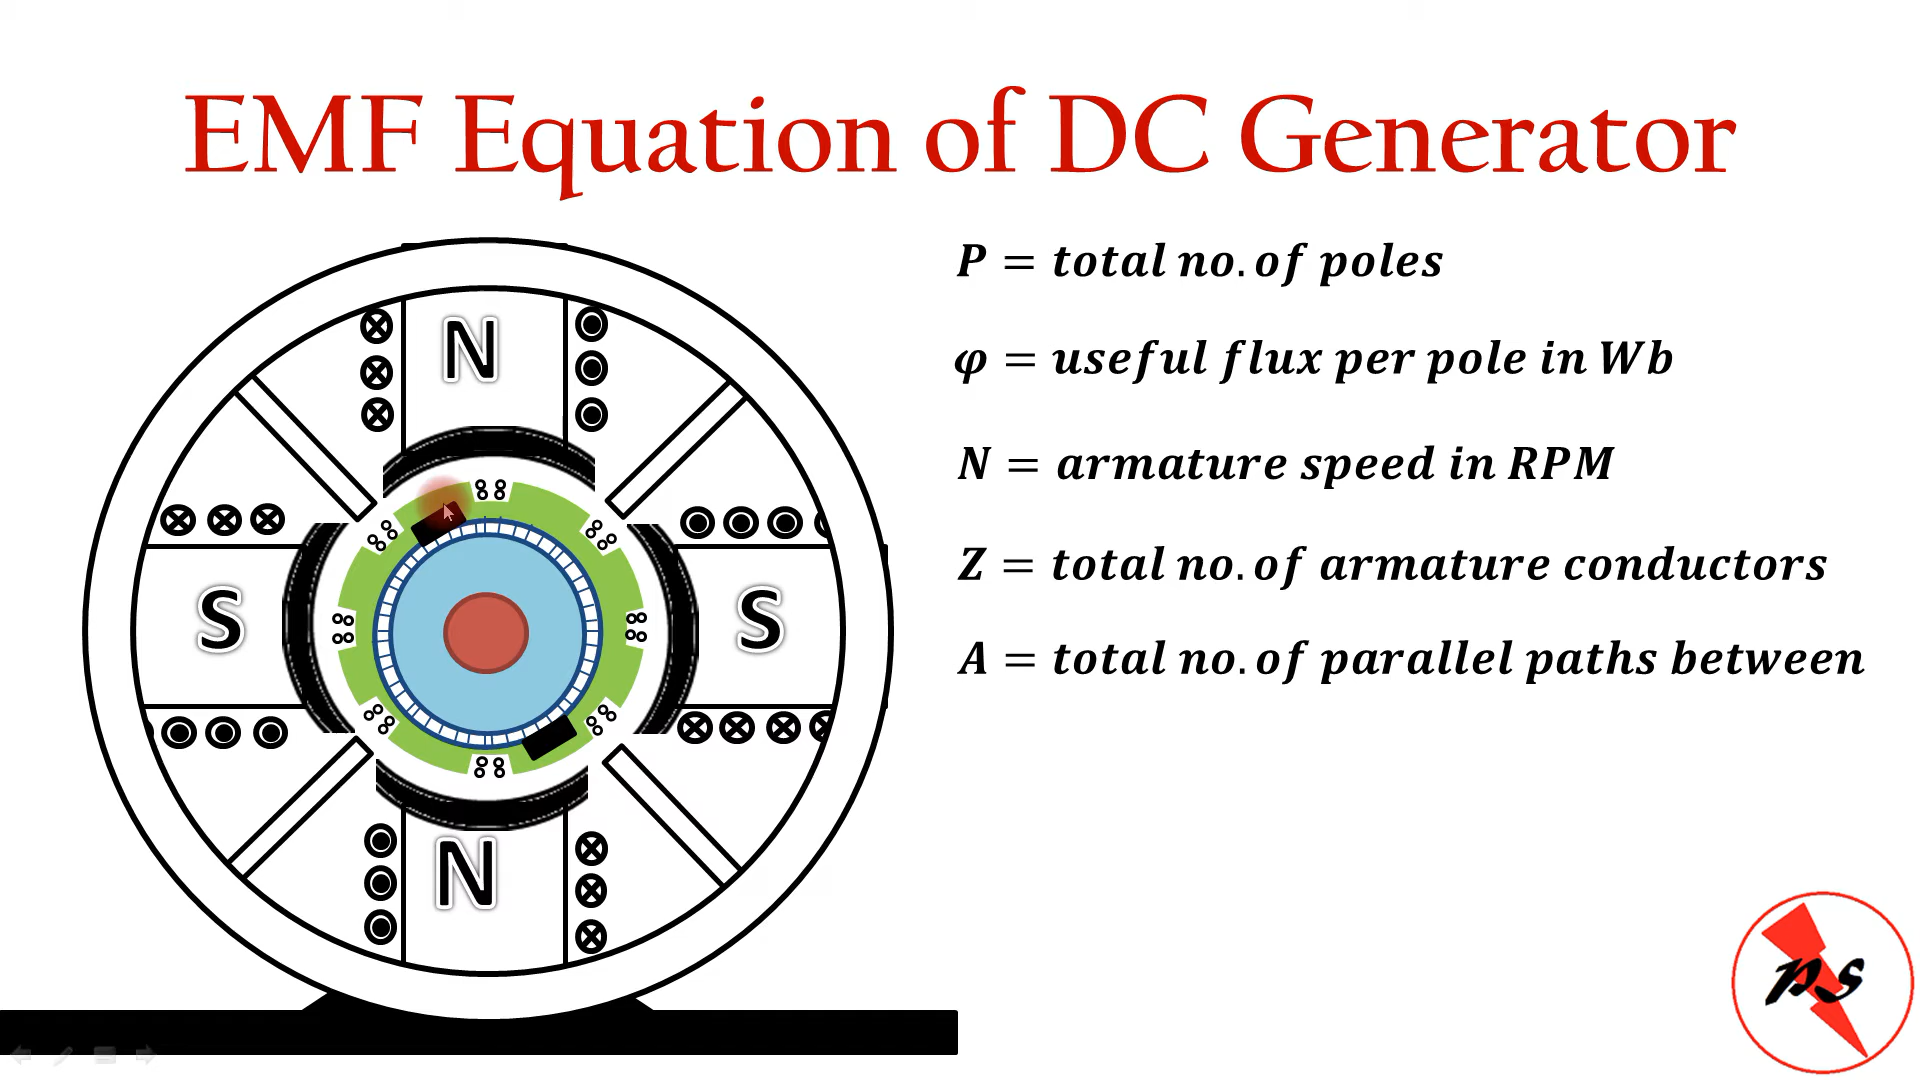 EMF Equation of DC Generator
P = total no. of poles
φ = useful flux per pole in Wb
N = armature speed in RPM
Z = total no. of armature conductors
A = total no. of parallel paths between
N
S
S
N
ps